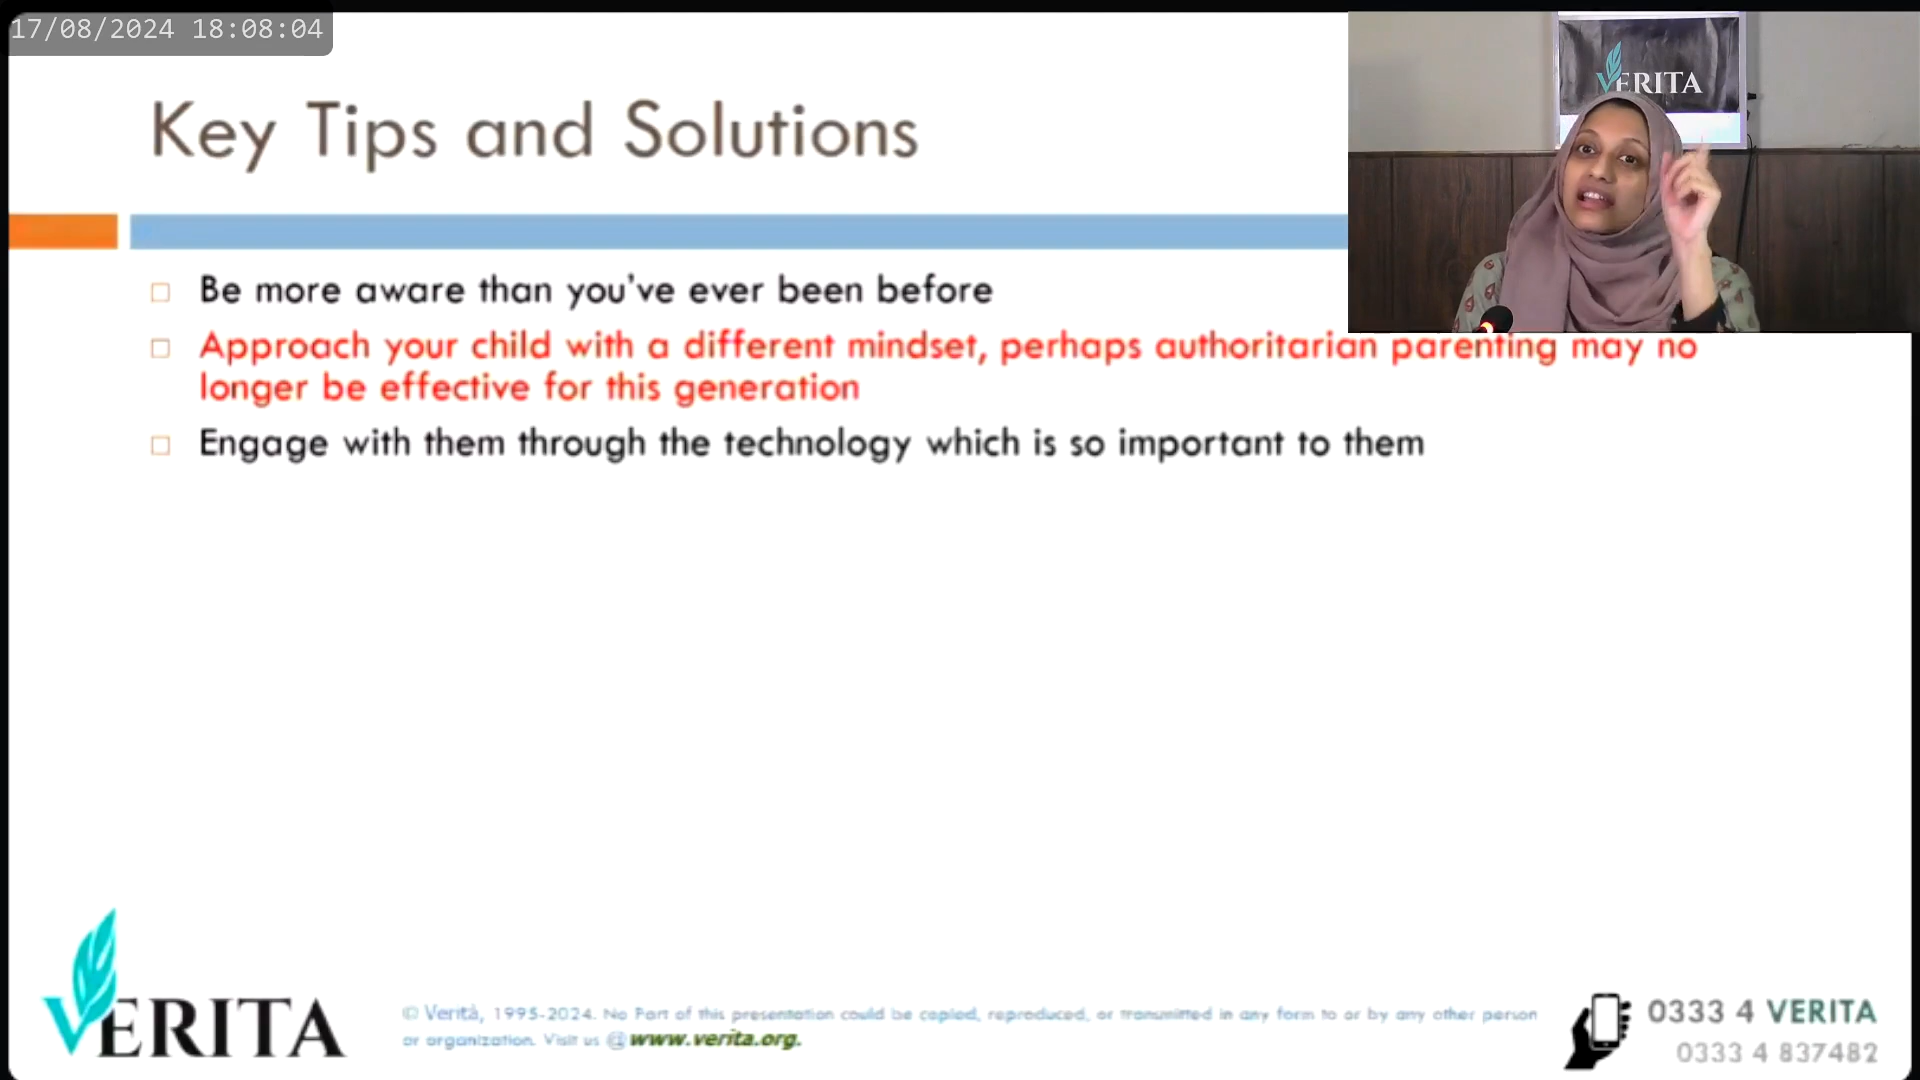 17/08/2024 18:08:04
VERITA
Key Tips and Solutions
Be more aware than you've ever been before
Approach your child with a different mindset, perhaps authoritarian parenting may no
longer be effective for this generation
Engage with them through the technology which is so important to them
VERITA
© Verità, 1995-2024. No Part of this presentation could be copied, reproduced, or transmitted in any form to or by any other person
or organization. Visit us @www.verita.org.
0333 4 VERITA
0333 4 837482